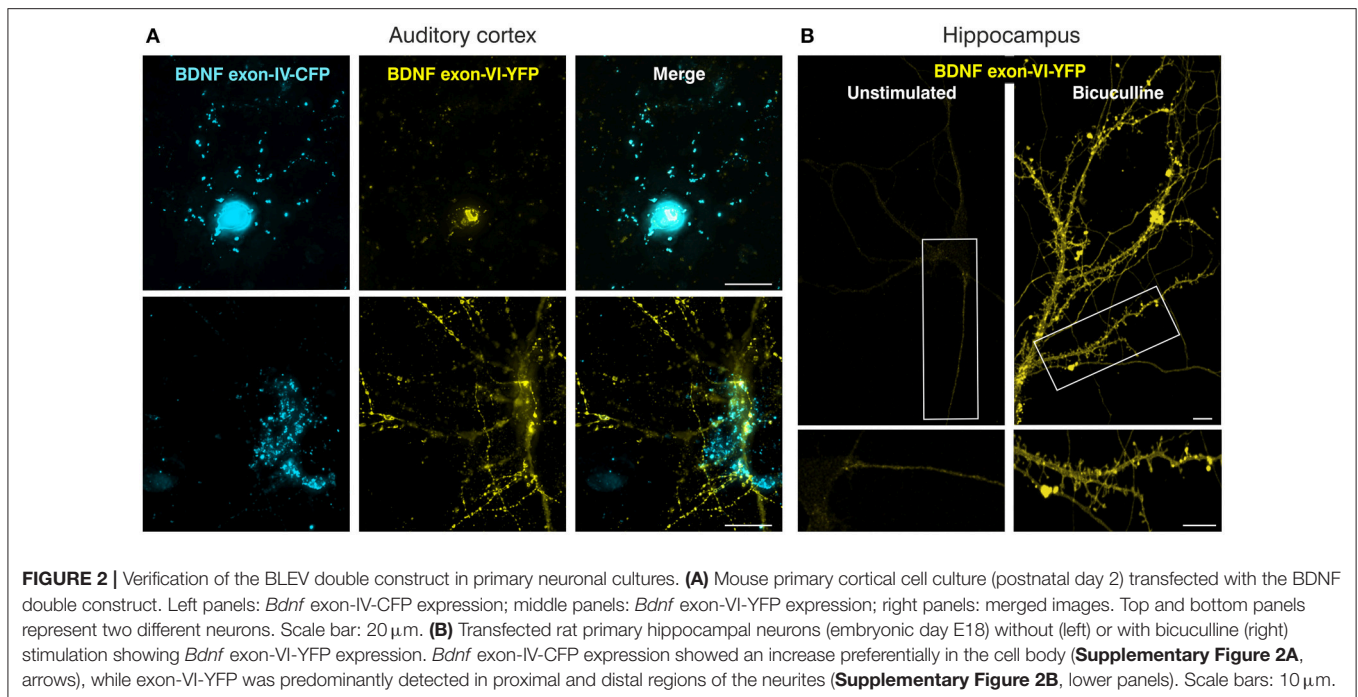 A Auditory cortex
BDNF exon-IV-CFP BDNF exon-VI-YFP Merge
B Hippocampus
BDNF exon-VI-YFP
Unstimulated Bicuculline
FIGURE 2 | Verification of the BLEV double construct in primary neuronal cultures. (A) Mouse primary cortical cell culture (postnatal day 2) transfected with the BDNF
double construct. Left panels: Bdnf exon-IV-CFP expression; middle panels: Bdnf exon-VI-YFP expression; right panels: merged images. Top and bottom panels
represent two different neurons. Scale bar: 20 μm. (B) Transfected rat primary hippocampal neurons (embryonic day E18) without (left) or with bicuculline (right)
stimulation showing Bdnf exon-VI-YFP expression. Bdnf exon-IV-CFP expression showed an increase preferentially in the cell body (Supplementary Figure 2A,
arrows), while exon-VI-YFP was predominantly detected in proximal and distal regions of the neurites (Supplementary Figure 2B, lower panels). Scale bars: 10 μm.